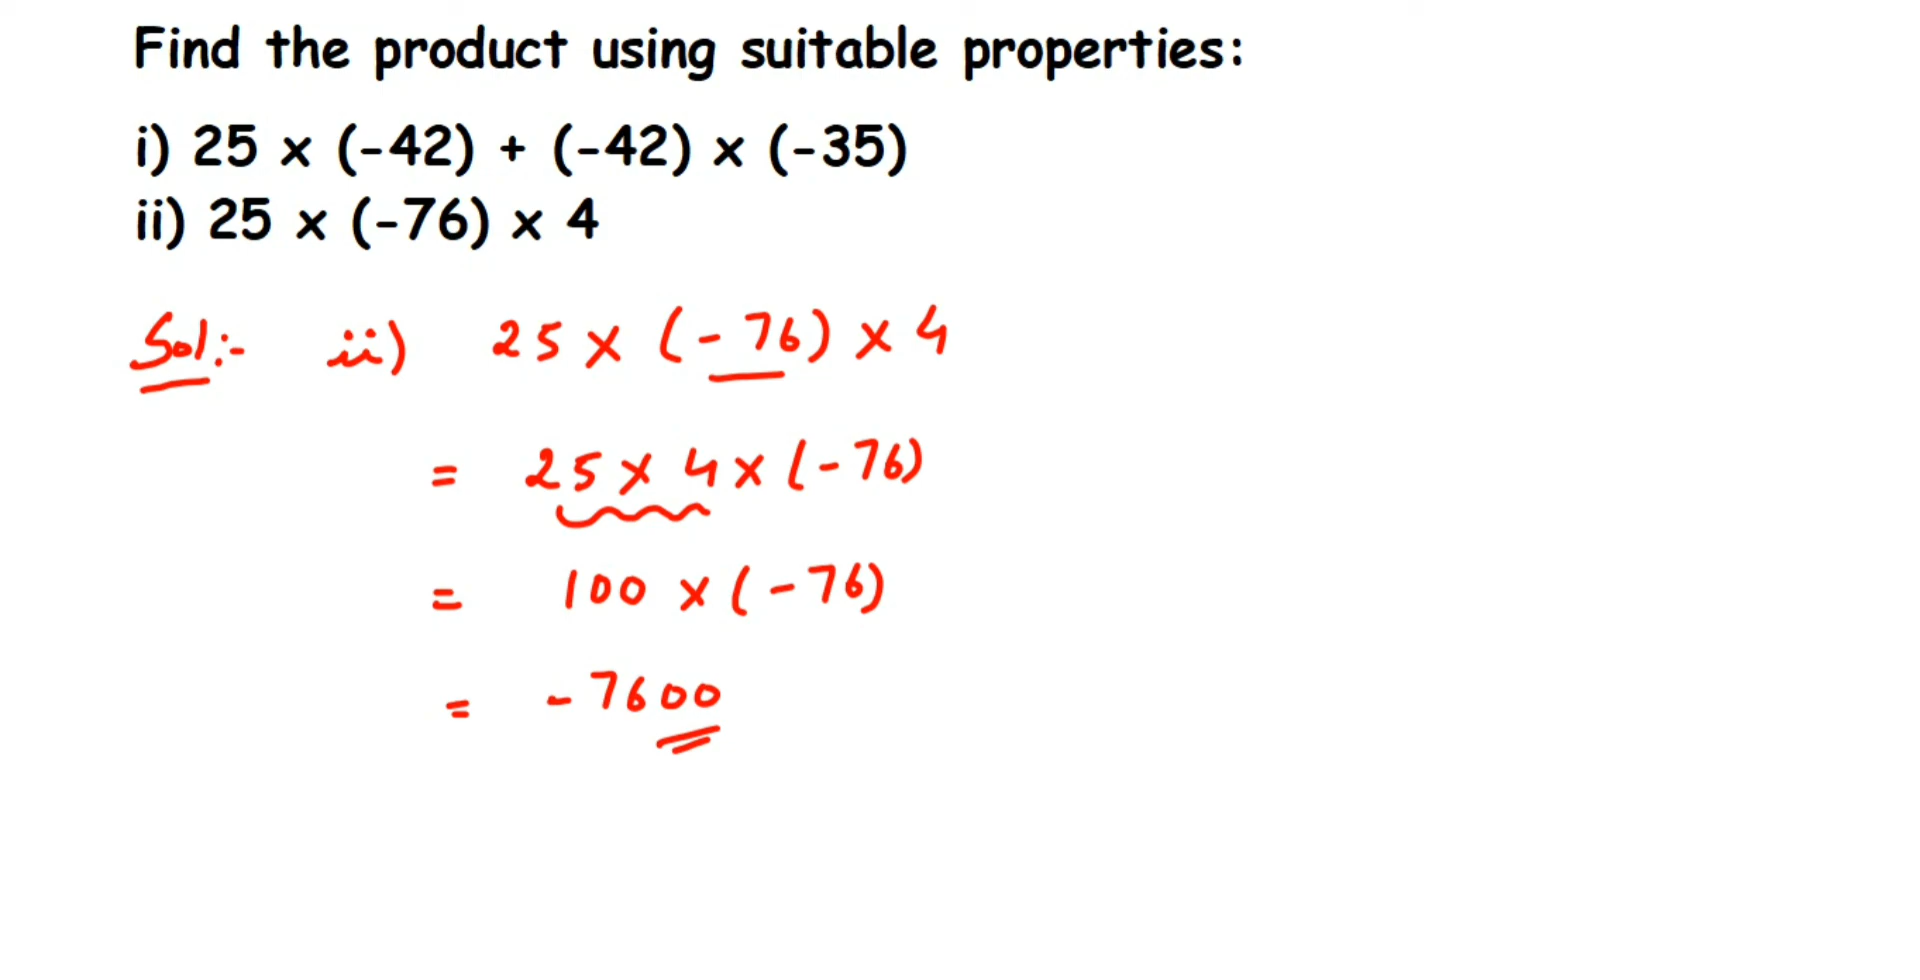 Find the product using suitable properties:
i) 25 x (-42) + (-42) x (-35)
ii) 25 x (-76) x 4
Sol:- ii) 25 x (-76) x 4
= 25 x 4 x (-76)
= 100 x (-76)
= -7600